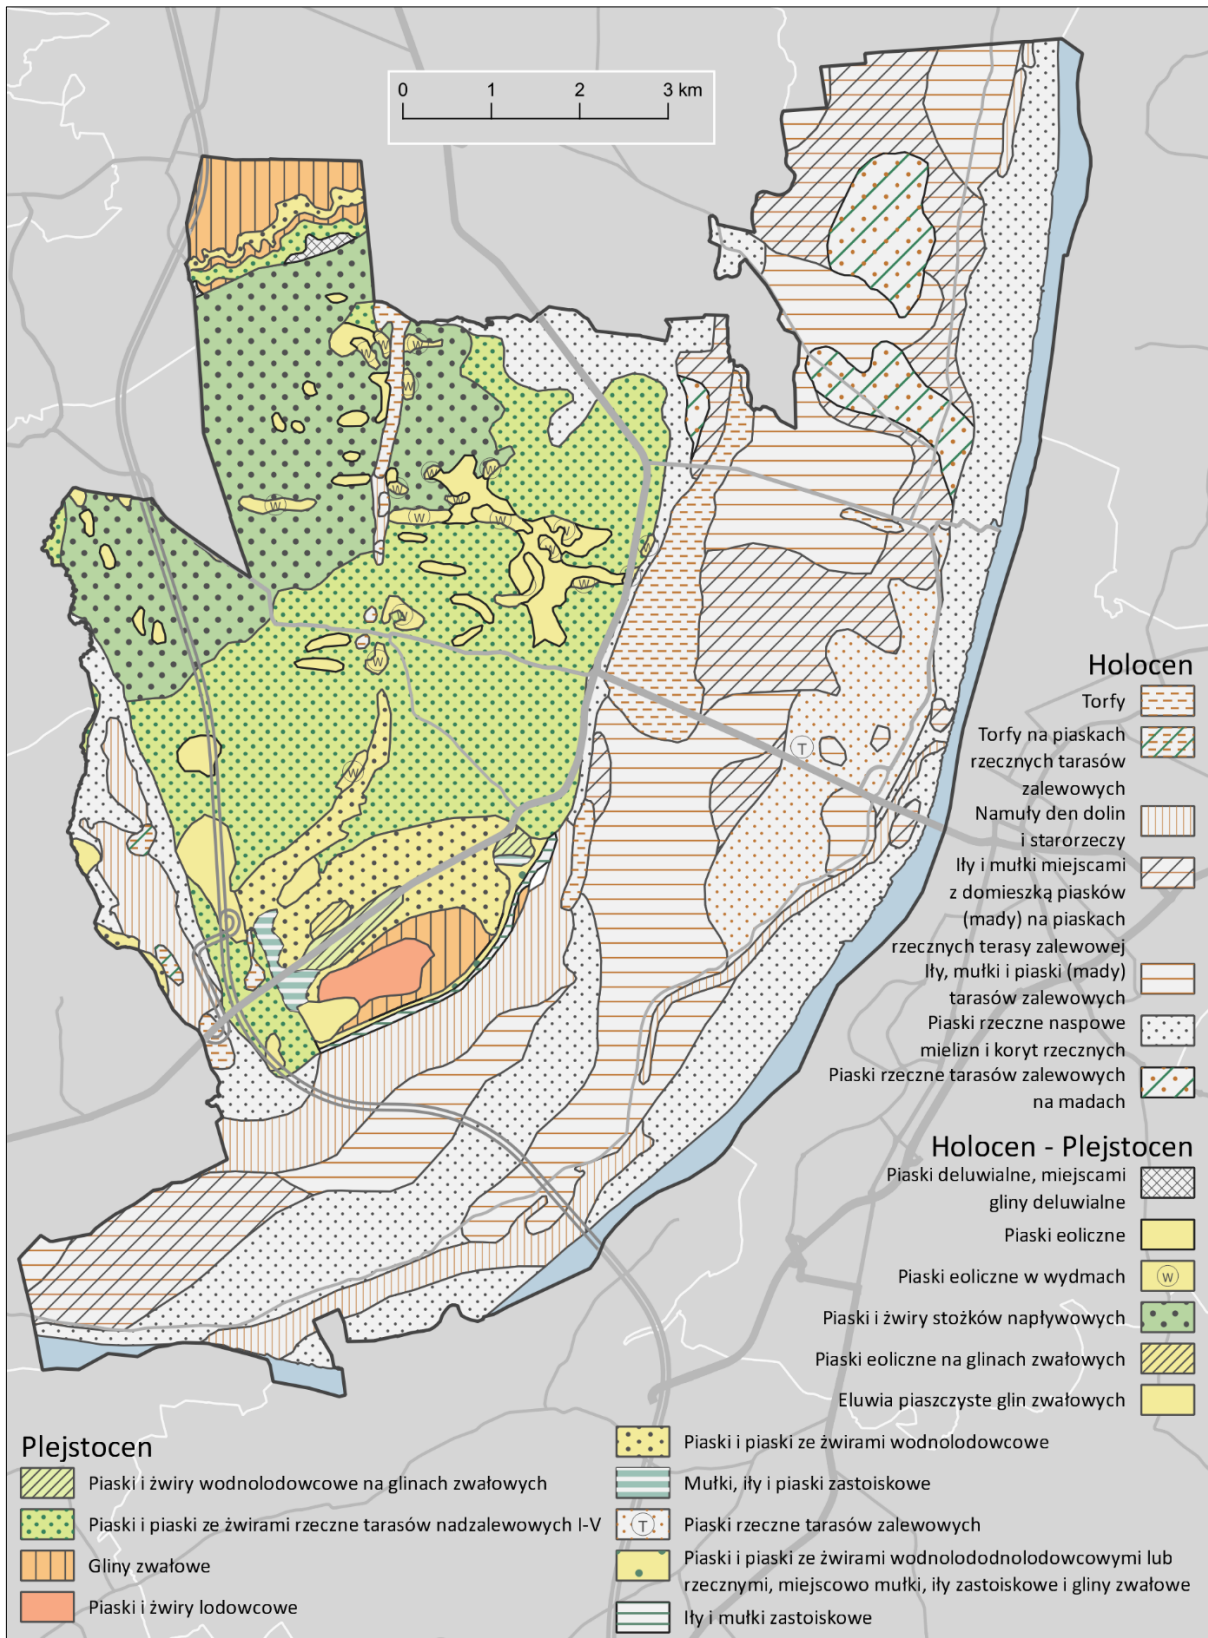 0 1 2 3 km
W W W
W
W W
W
W
W W W
W
W
W
W
W
W
W
T
W
Holocen
Torfy
Torfy na piaskach
rzecznych tarasów
zalewowych
Namuły den dolin
i starorzeczy
Iły i mułki miejscami
z domieszką piasków
(mady) na piaskach
rzecznych terasy zalewowej
Iły, mułki i piaski (mady)
tarasów zalewowych
Piaski rzeczne naspowe
mielizn i koryt rzecznych
Piaski rzeczne tarasów zalewowych
na madach
Holocen - Plejstocen
Piaski deluwialne, miejscami
gliny deluwialne
Piaski eoliczne
Piaski eoliczne w wydmach W
Piaski i żwiry stożków napływowych
Piaski eoliczne na glinach zwałowych
Eluwia piaszczyste glin zwałowych
Plejstocen
Piaski i żwiry wodnolodowcowe na glinach zwałowych
Piaski i piaski ze żwirami rzeczne tarasów nadzalewowych I-V
Gliny zwałowe
Piaski i żwiry lodowcowe
Piaski i piaski ze żwirami wodnolodowcowe
Mułki, iły i piaski zastoiskowe
T Piaski rzeczne tarasów zalewowych
Piaski i piaski ze żwirami wodnolododnolodowcowymi lub
rzecznymi, miejscowo mułki, iły zastoiskowe i gliny zwałowe
Iły i mułki zastoiskowe